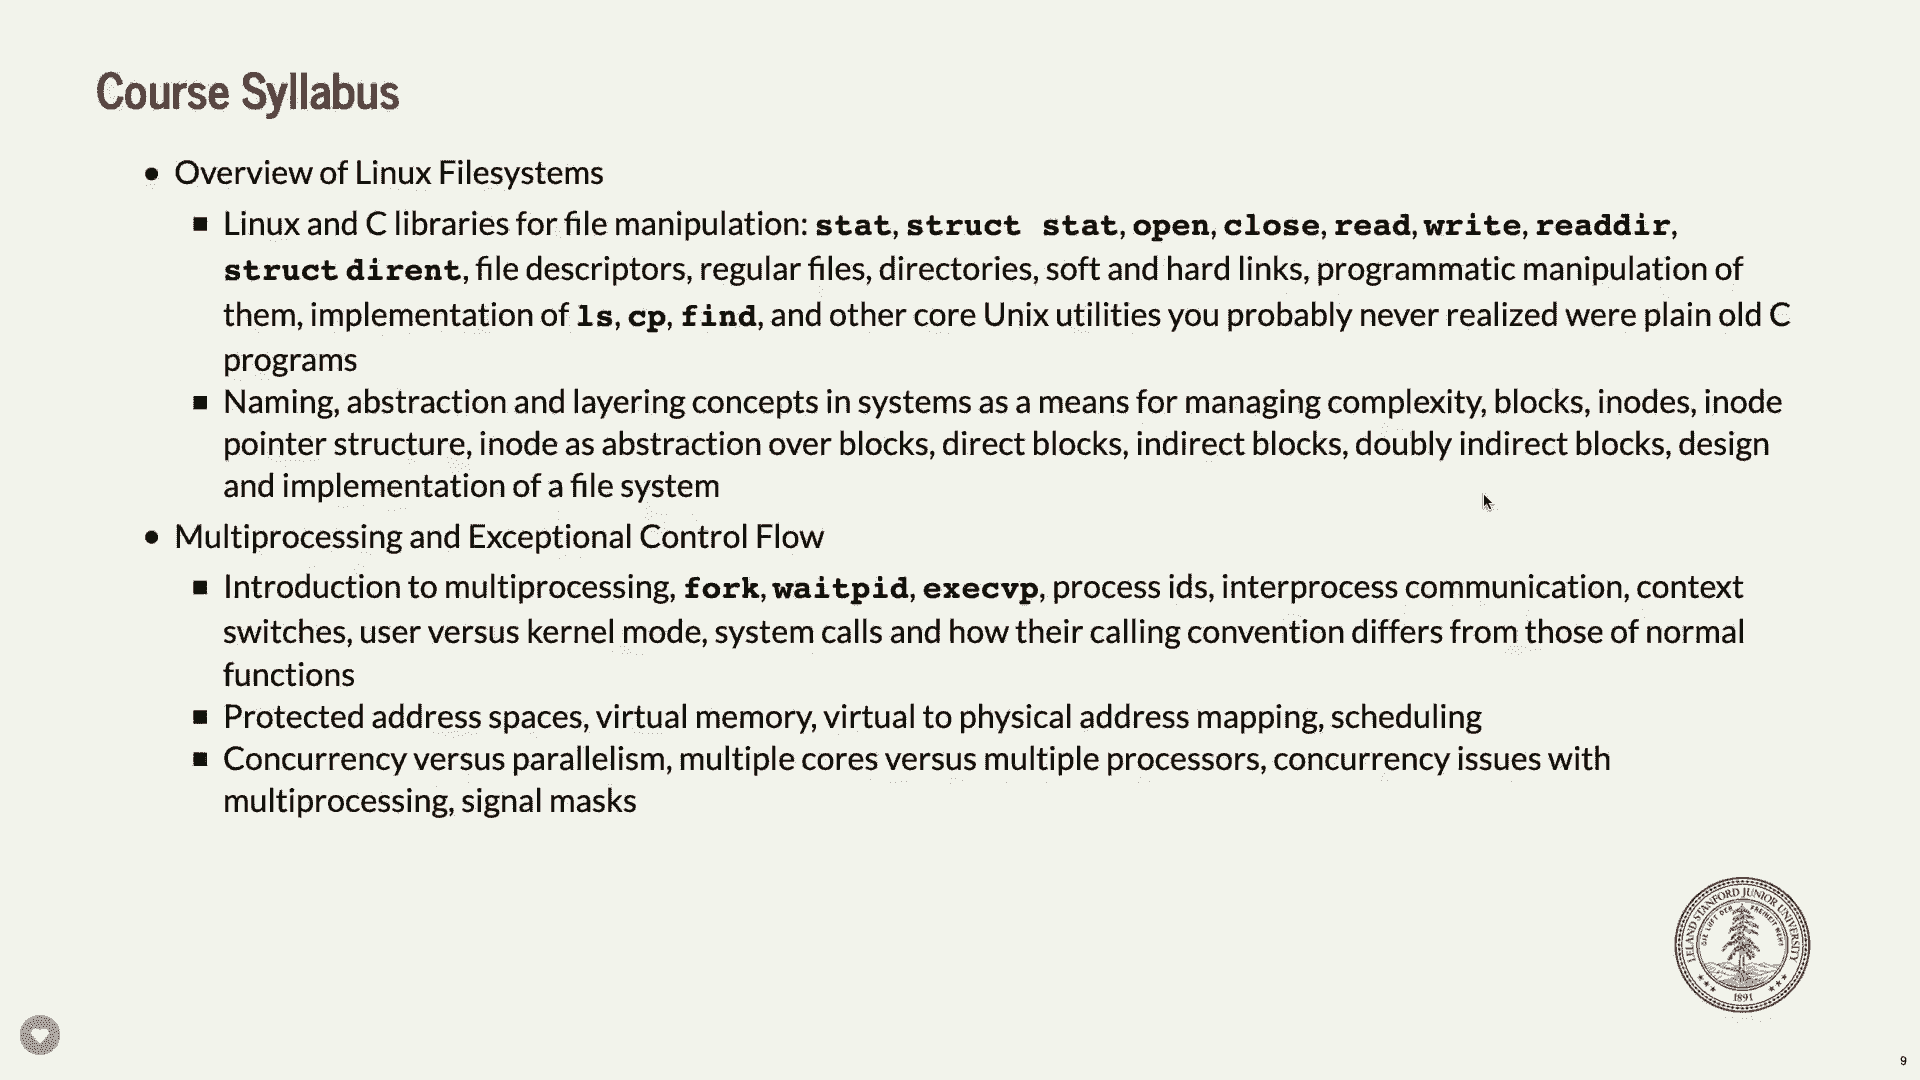 Course Syllabus
• Overview of Linux Filesystems
▪ Linux and C libraries for file manipulation: stat, struct stat, open, close, read, write, readdir,
struct dirent, file descriptors, regular files, directories, soft and hard links, programmatic manipulation of
them, implementation of ls, cp, find, and other core Unix utilities you probably never realized were plain old C
programs
▪ Naming, abstraction and layering concepts in systems as a means for managing complexity, blocks, inodes, inode
pointer structure, inode as abstraction over blocks, direct blocks, indirect blocks, doubly indirect blocks, design
and implementation of a file system
• Multiprocessing and Exceptional Control Flow
▪ Introduction to multiprocessing, fork, waitpid, execvp, process ids, interprocess communication, context
switches, user versus kernel mode, system calls and how their calling convention differs from those of normal
functions
▪ Protected address spaces, virtual memory, virtual to physical address mapping, scheduling
▪ Concurrency versus parallelism, multiple cores versus multiple processors, concurrency issues with
multiprocessing, signal masks
LELAND STANFORD JUNIOR UNIVERSITY
DIE LUFT DER FREIHEIT WEHT
1891
9